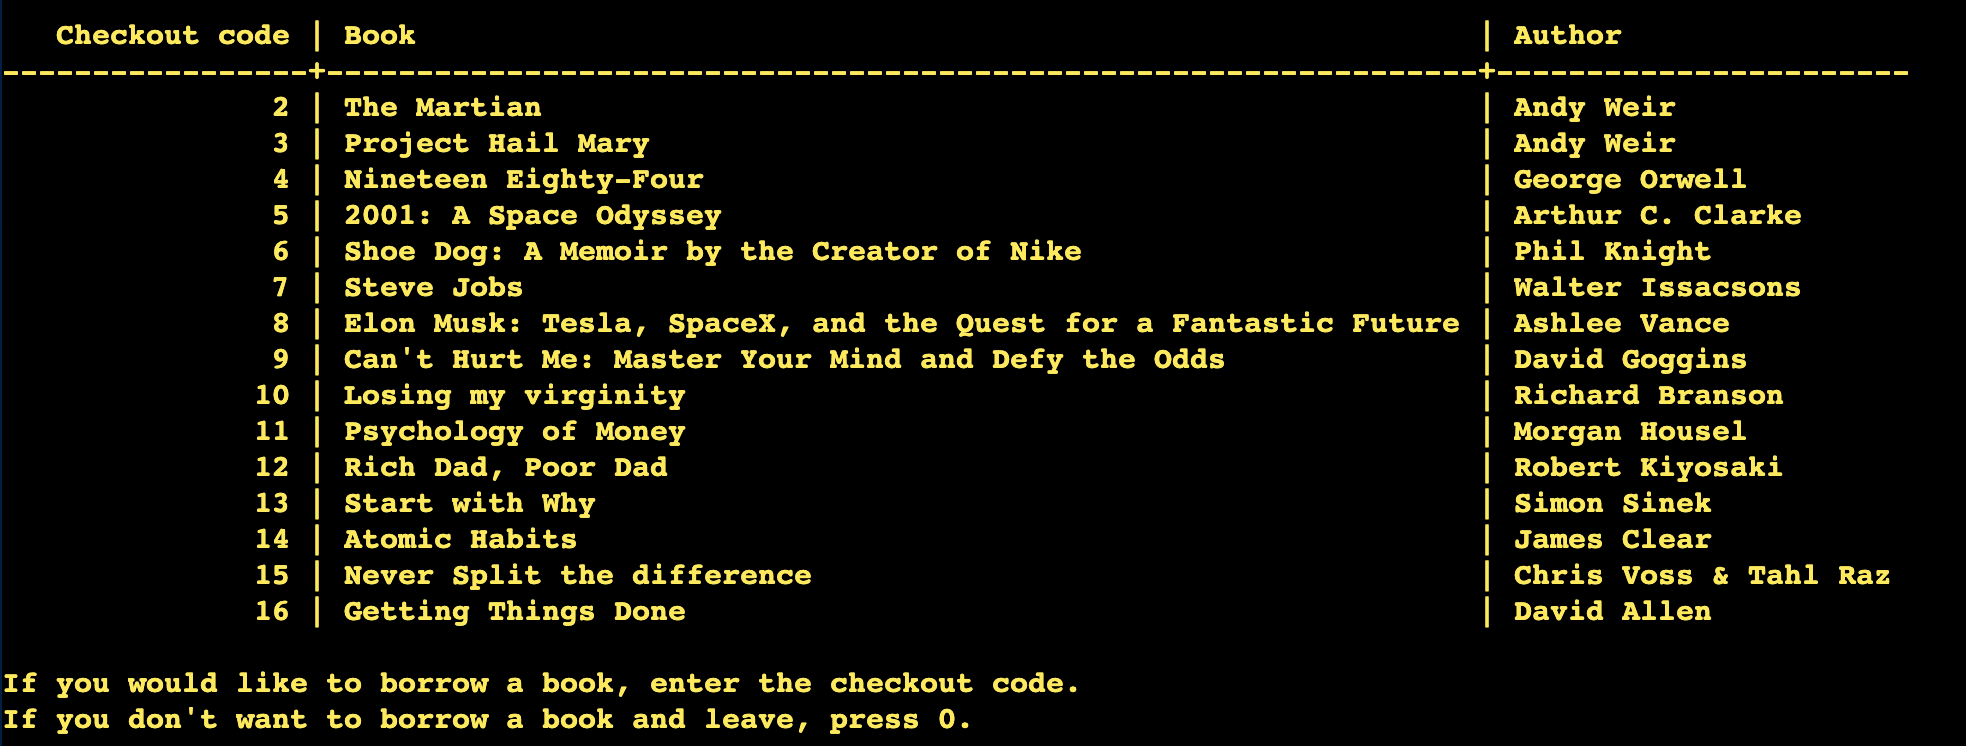 Checkout code | Book | Author
-----------------+----------------------------------------------------------------+-----------------------
2 | The Martian | Andy Weir
3 | Project Hail Mary | Andy Weir
4 | Nineteen Eighty-Four | George Orwell
5 | 2001: A Space Odyssey | Arthur C. Clarke
6 | Shoe Dog: A Memoir by the Creator of Nike | Phil Knight
7 | Steve Jobs | Walter Issacsons
8 | Elon Musk: Tesla, SpaceX, and the Quest for a Fantastic Future | Ashlee Vance
9 | Can't Hurt Me: Master Your Mind and Defy the Odds | David Goggins
10 | Losing my virginity | Richard Branson
11 | Psychology of Money | Morgan Housel
12 | Rich Dad, Poor Dad | Robert Kiyosaki
13 | Start with Why | Simon Sinek
14 | Atomic Habits | James Clear
15 | Never Split the difference | Chris Voss & Tahl Raz
16 | Getting Things Done | David Allen
If you would like to borrow a book, enter the checkout code.
If you don't want to borrow a book and leave, press 0.